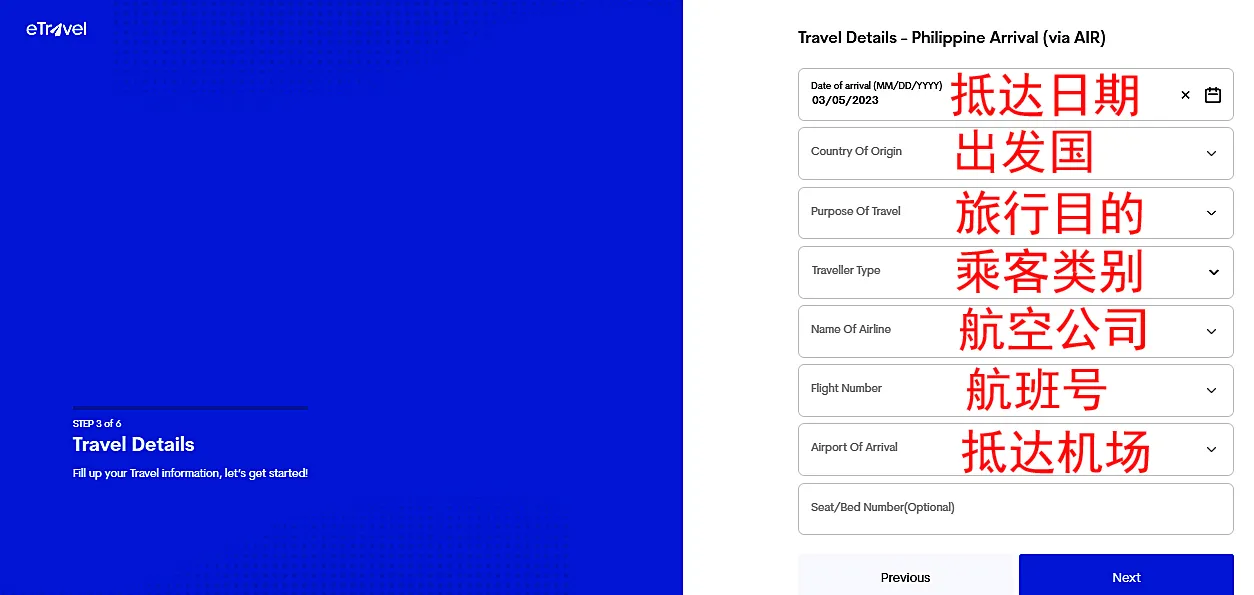 eTravel
STEP 3 of 6
Travel Details
Fill up your Travel information, let's get started!
Travel Details - Philippine Arrival (via AIR)
Date of arrival (MM/DD/YYYY)
03/05/2023
抵达日期
Country Of Origin 出发国
Purpose Of Travel 旅行目的
Traveller Type 乘客类别
Name Of Airline 航空公司
Flight Number 航班号
Airport Of Arrival 抵达机场
Seat/Bed Number(Optional)
Previous Next